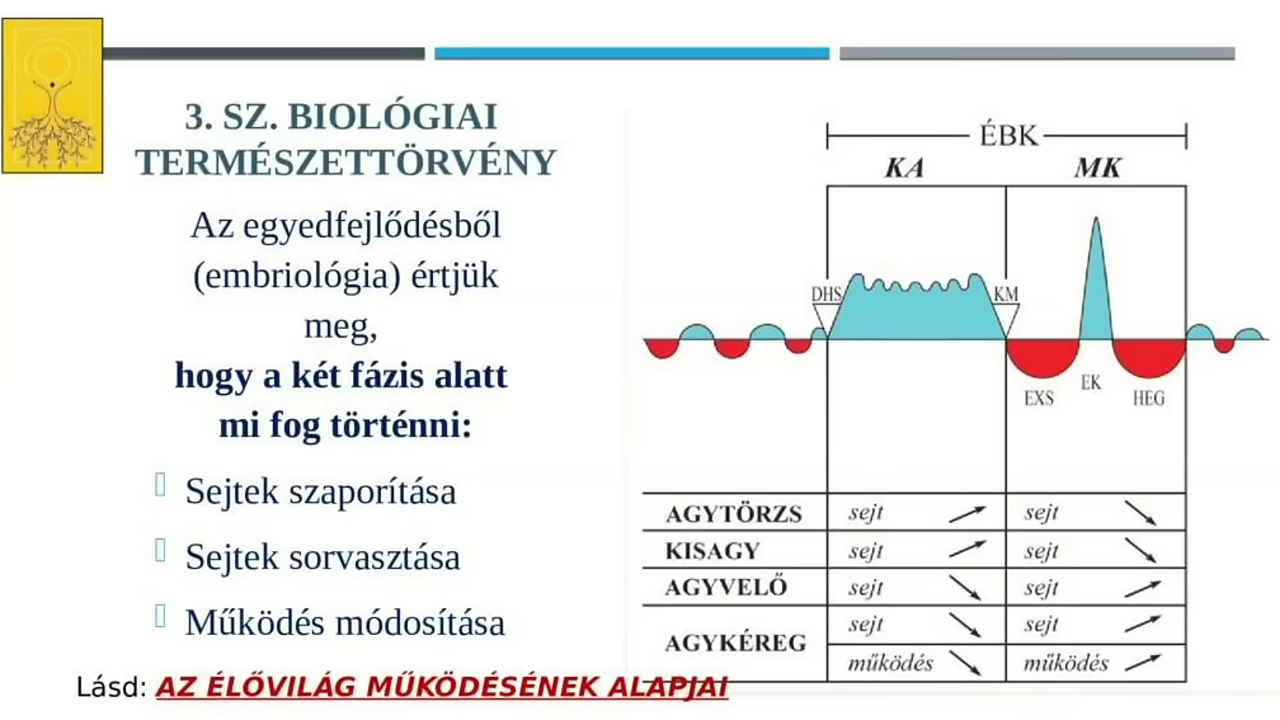 3. SZ. BIOLÓGIAI
TERMÉSZETTÖRVÉNY
Az egyedfejlődésből
(embriológia) értjük
meg,
hogy a két fázis alatt
mi fog történni:
Sejtek szaporítása
Sejtek sorvasztása
Működés módosítása
Lásd: AZ ÉLŐVILÁG MŰKÖDÉSÉNEK ALAPJAI
ÉBK
KA MK
DHS KM
EXS EK HEG
AGYTÖRZS sejt sejt
KISAGY sejt sejt
AGYVELŐ sejt sejt
AGYKÉREG sejt sejt
működés működés